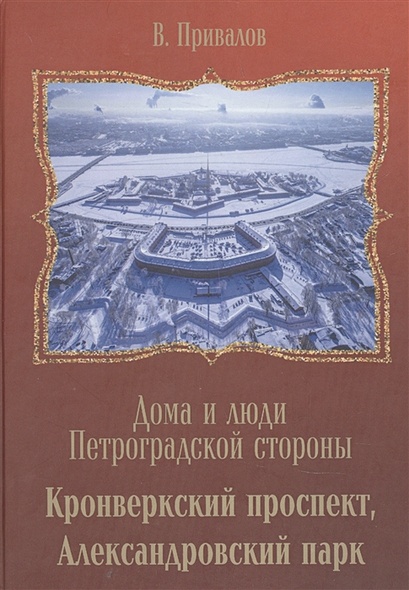 В. Привалов
Дома и люди
Петроградской стороны
Кронверкский проспект,
Александровский парк